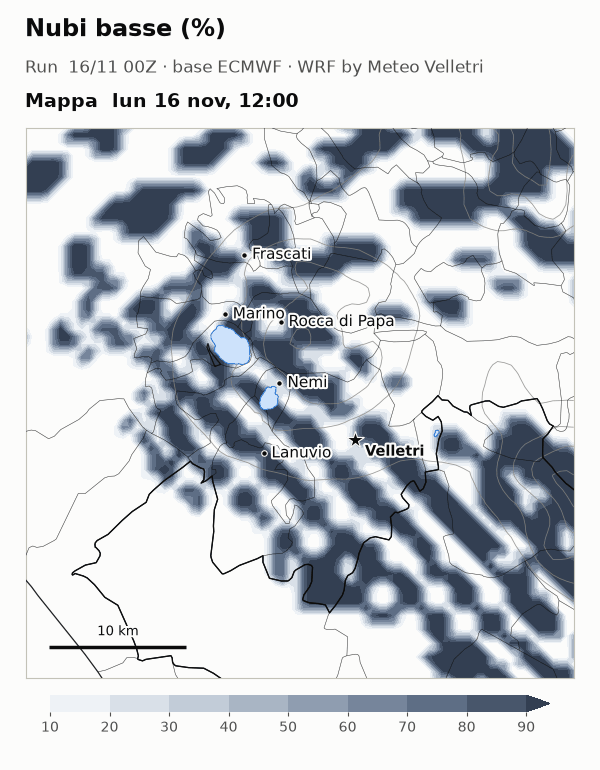 Nubi basse (%)
Run  16/11 00Z · base ECMWF · WRF by Meteo Velletri
Mappa  lun 16 nov, 12:00
Frascati
Marino
Rocca di Papa
Nemi
Velletri
Lanuvio
10 km
10 20 30 40 50 60 70 80 90